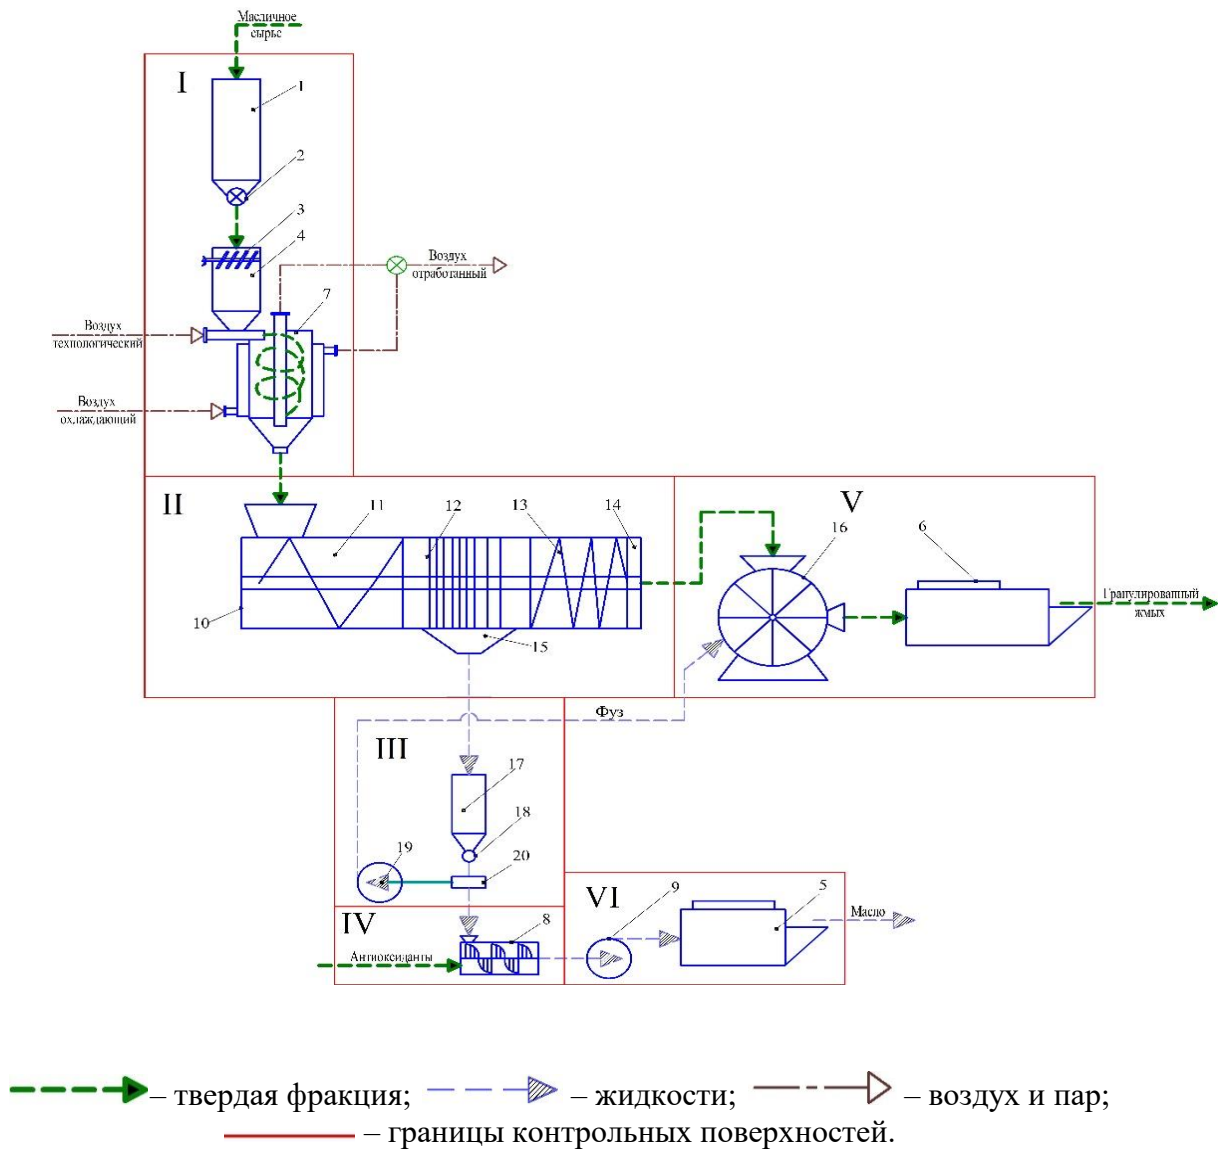 Масличное
сырье
I
1
2
3
4
Воздух
отработанный
7
Воздух
технологический
Воздух
охлаждающий
II
11
12
13
14
V
16
6
10
15
Гранулированный
жмых
Фуз
III
17
18
19
20
IV
8
VI
9
5
Масло
Антиоксиданты
– твердая фракция; – жидкости; – воздух и пар;
– границы контрольных поверхностей.